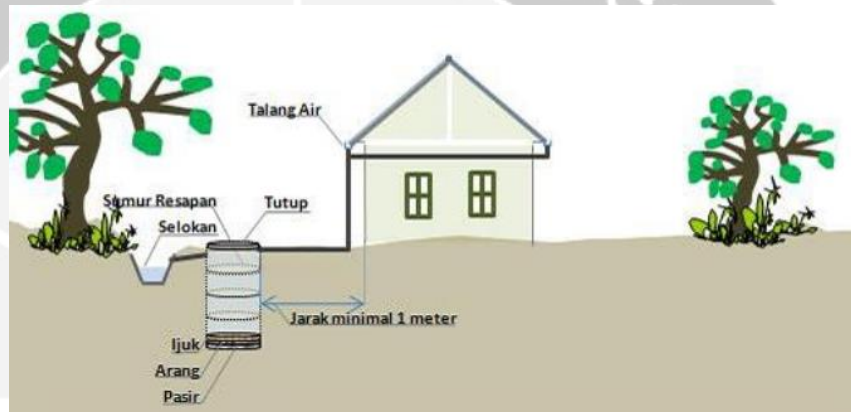 Talang Air
Sumur Resapan
Tutup
Selokan
Jarak minimal 1 meter
Ijuk
Arang
Pasir